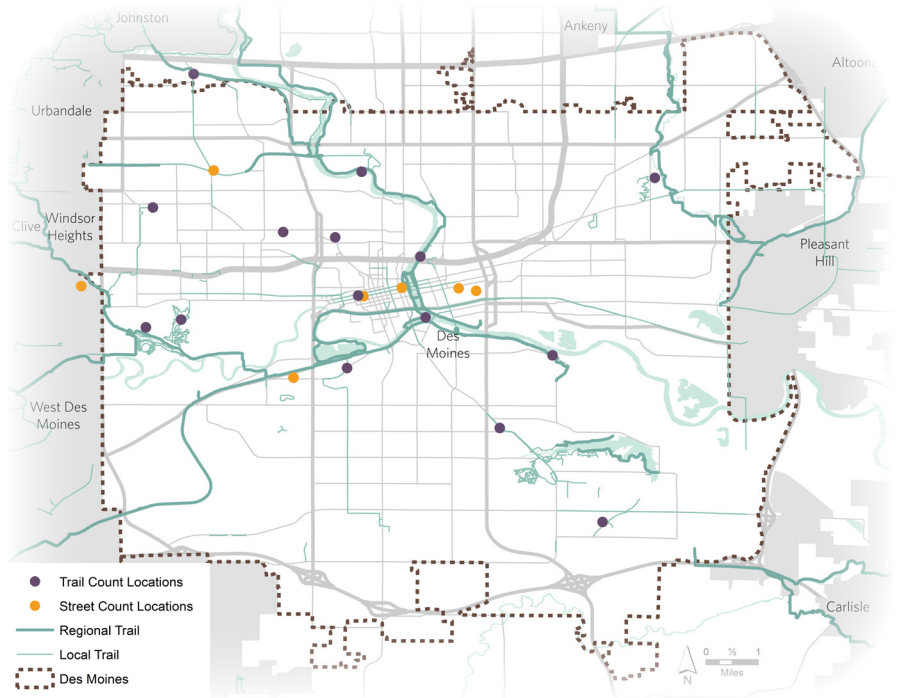 Johnston
Ankeny
Altoon
Urbandale
Clive
Windsor
Heights
Pleasant
Hill
Des
Moines
West Des
Moines
Trail Count Locations
Street Count Locations
Regional Trail
Local Trail
Des Moines
Carlisle
0 ½ 1
Miles
N